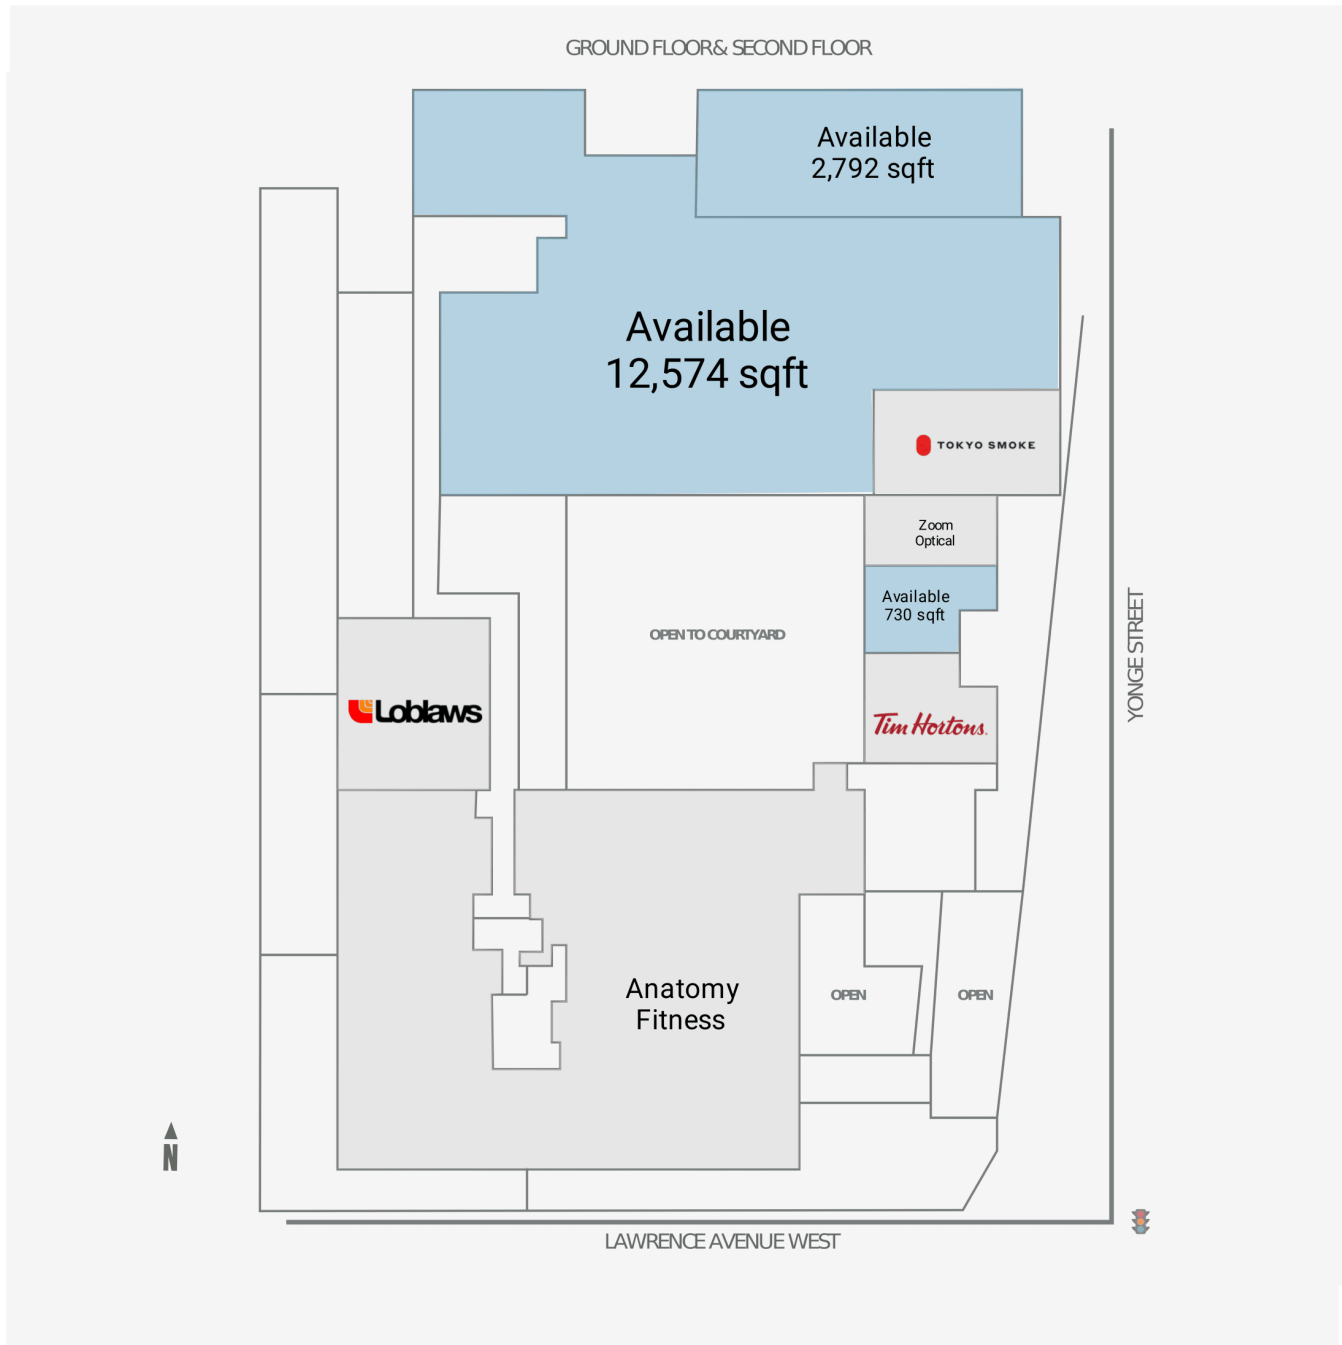 GROUND FLOOR & SECOND FLOOR
Available
2,792 sqft
Available
12,574 sqft
TOKYO SMOKE
Zoom
Optical
Available
730 sqft
OPEN TO COURTYARD
YONGE STREET
Loblaws
Tim Hortons.
Anatomy
Fitness
OPEN
OPEN
N
LAWRENCE AVENUE WEST